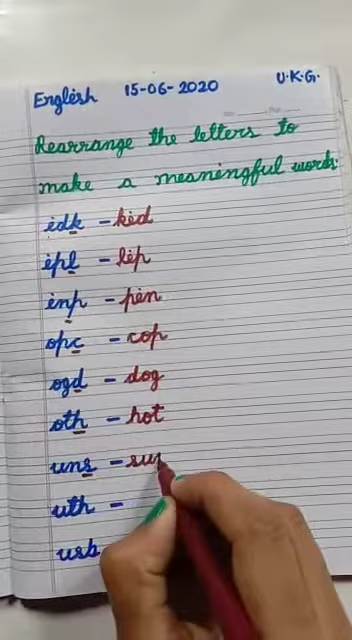 English 15-06-2020 U.K.G.
Rearrange the letters to
make a meaningful words:
idk - kid
ipl - lip
inp - pin
opc - cop
ogd - dog
oth - hot
uns - sun
uth -
usb